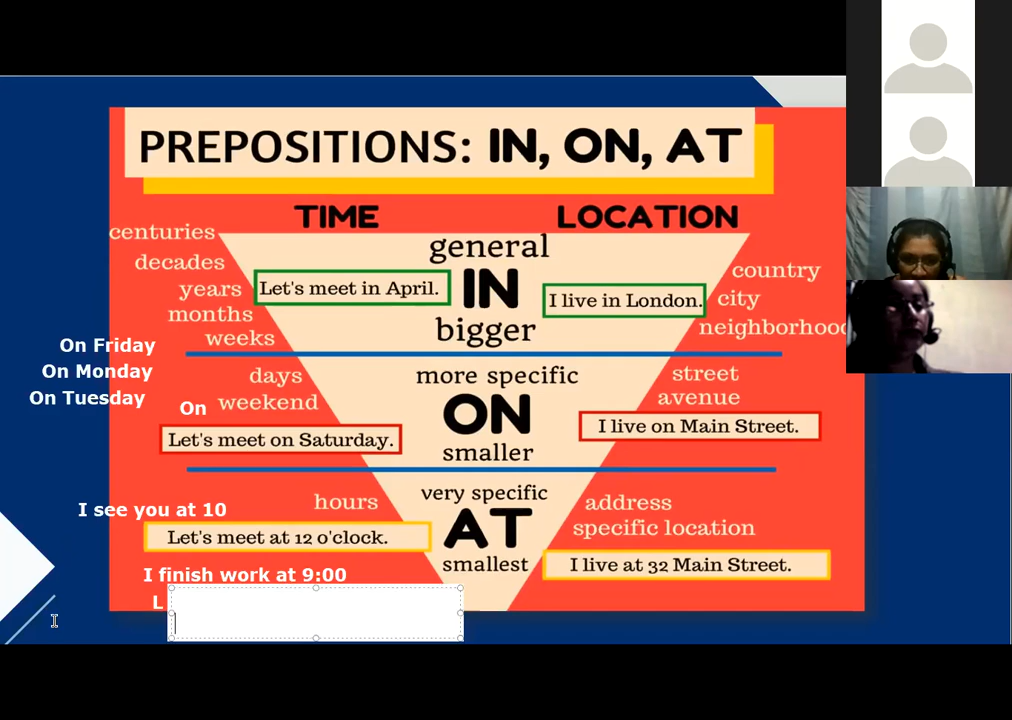 PREPOSITIONS: IN, ON, AT
TIME
LOCATION
centuries
decades
years
months
weeks
general
IN
bigger
Let's meet in April.
I live in London.
country
city
neighborhood
On Friday
On Monday
On Tuesday
On
days
weekend
more specific
ON
smaller
Let's meet on Saturday.
street
avenue
I live on Main Street.
hours
very specific
AT
smallest
I see you at 10
Let's meet at 12 o'clock.
address
specific location
I live at 32 Main Street.
I finish work at 9:00
L